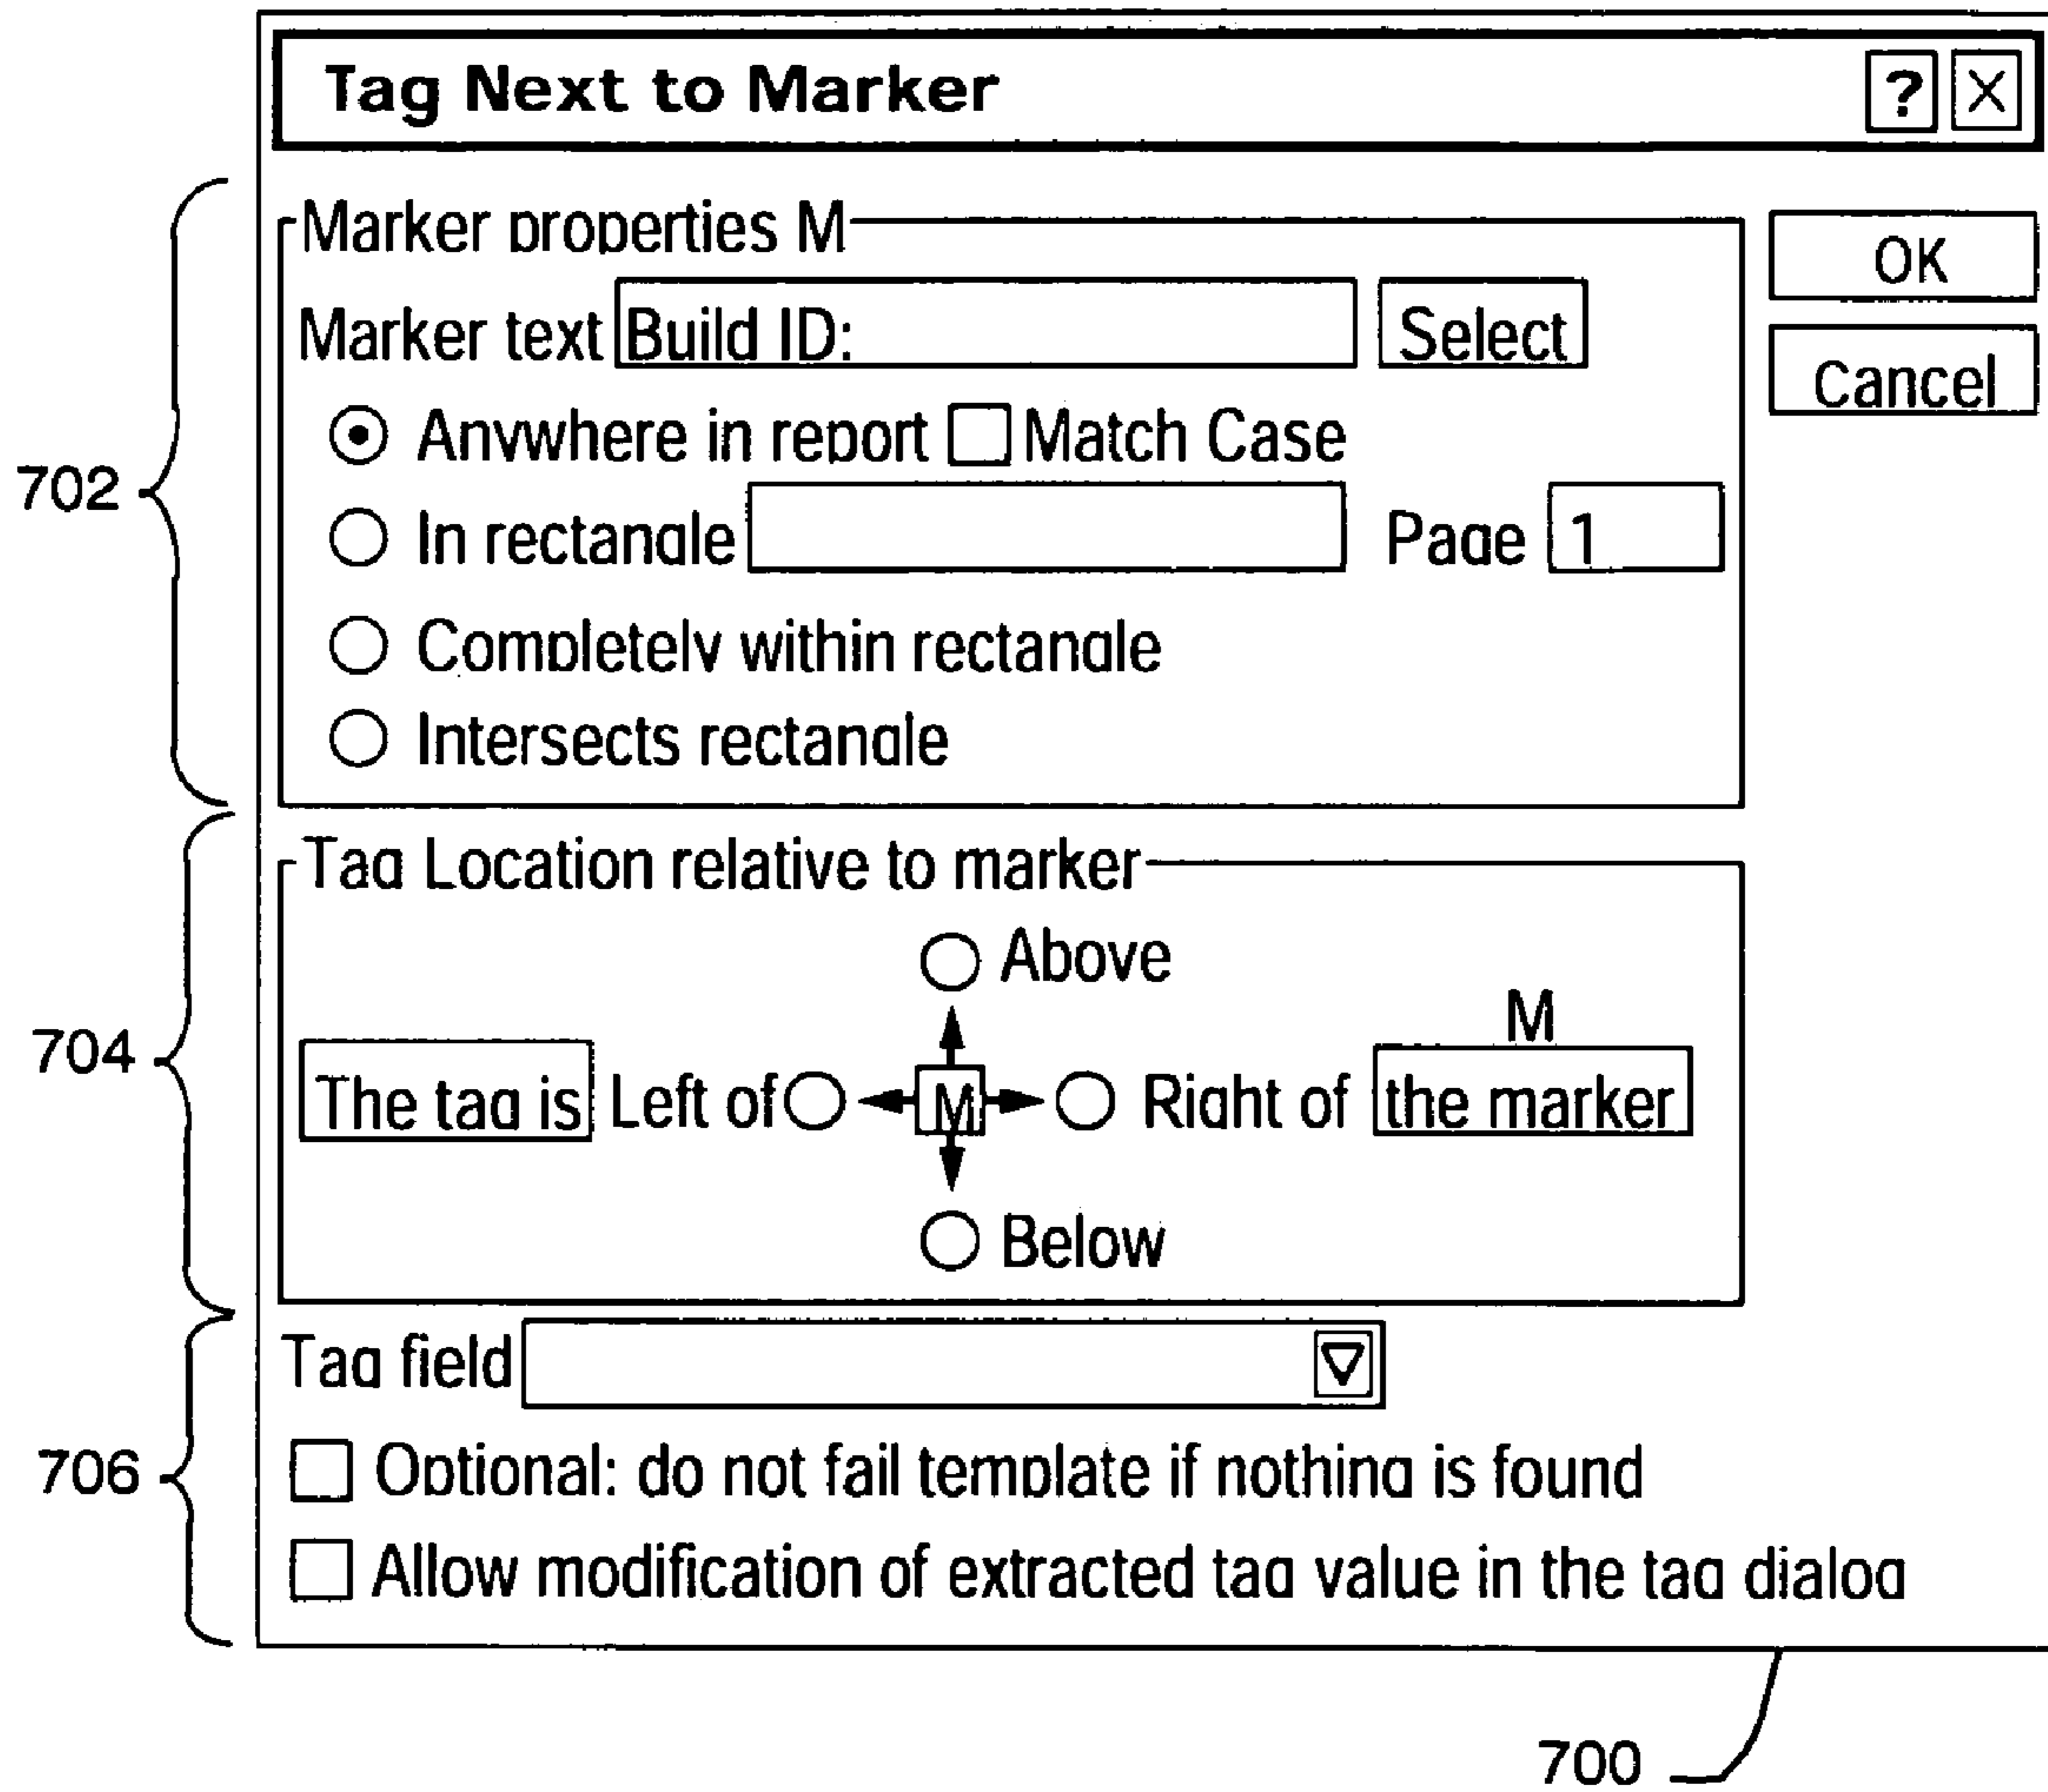 Tag Next to Marker ? X
Marker properties M
OK
Marker text Build ID: Select
Cancel
Anywhere in report Match Case
702
In rectangle Page 1
Completely within rectangle
Intersects rectangle
Tag Location relative to marker
Above
M
704
The tag is Left of M Right of the marker
Below
Tag field
706
Optional: do not fail template if nothing is found
Allow modification of extracted tag value in the tag dialog
700